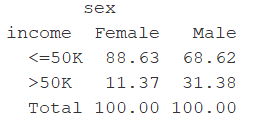 sex
income Female Male
<=50K 88.63 68.62
>50K 11.37 31.38
Total 100.00 100.00